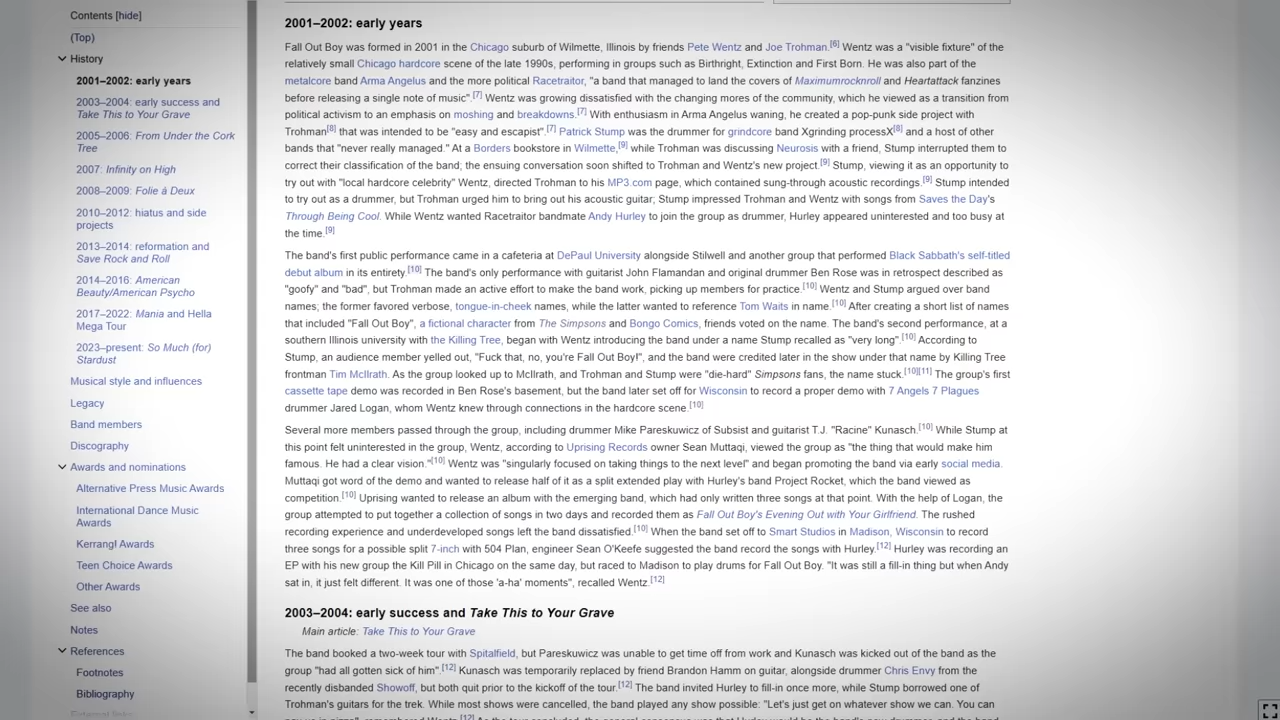 Contents [hide]
(Top)
History
2001–2002: early years
2003–2004: early success and
Take This to Your Grave
2005–2006: From Under the Cork
Tree
2007: Infinity on High
2008–2009: Folie à Deux
2010–2012: hiatus and side
projects
2013–2014: reformation and
Save Rock and Roll
2014–2016: American
Beauty/American Psycho
2017–2022: Mania and Hella
Mega Tour
2023–present: So Much (for)
Stardust
Musical style and influences
Legacy
Band members
Discography
Awards and nominations
Alternative Press Music Awards
International Dance Music
Awards
Kerrang! Awards
Teen Choice Awards
Other Awards
See also
Notes
References
Footnotes
Bibliography
External links
2001–2002: early years
Fall Out Boy was formed in 2001 in the Chicago suburb of Wilmette, Illinois by friends Pete Wentz and Joe Trohman.[6] Wentz was a "visible fixture" of the
relatively small Chicago hardcore scene of the late 1990s, performing in groups such as Birthright, Extinction and First Born. He was also part of the
metalcore band Arma Angelus and the more political Racetraitor, "a band that managed to land the covers of Maximumrocknroll and Heartattack fanzines
before releasing a single note of music".[7] Wentz was growing dissatisfied with the changing mores of the community, which he viewed as a transition from
political activism to an emphasis on moshing and breakdowns.[7] With enthusiasm in Arma Angelus waning, he created a pop-punk side project with
Trohman[8] that was intended to be "easy and escapist".[7] Patrick Stump was the drummer for grindcore band Xgrinding processX[8] and a host of other
bands that "never really managed." At a Borders bookstore in Wilmette,[9] while Trohman was discussing Neurosis with a friend, Stump interrupted them to
correct their classification of the band; the ensuing conversation soon shifted to Trohman and Wentz's new project.[9] Stump, viewing it as an opportunity to
try out with "local hardcore celebrity" Wentz, directed Trohman to his MP3.com page, which contained sung-through acoustic recordings.[9] Stump intended
to try out as a drummer, but Trohman urged him to bring out his acoustic guitar; Stump impressed Trohman and Wentz with songs from Saves the Day's
Through Being Cool. While Wentz wanted Racetraitor bandmate Andy Hurley to join the group as drummer, Hurley appeared uninterested and too busy at
the time.[9]
The band's first public performance came in a cafeteria at DePaul University alongside Stilwell and another group that performed Black Sabbath's self-titled
debut album in its entirety.[10] The band's only performance with guitarist John Flamandan and original drummer Ben Rose was in retrospect described as
"goofy" and "bad", but Trohman made an active effort to make the band work, picking up members for practice.[10] Wentz and Stump argued over band
names; the former favored verbose, tongue-in-cheek names, while the latter wanted to reference Tom Waits in name.[10] After creating a short list of names
that included "Fall Out Boy", a fictional character from The Simpsons and Bongo Comics, friends voted on the name. The band's second performance, at a
southern Illinois university with the Killing Tree, began with Wentz introducing the band under a name Stump recalled as "very long".[10] According to
Stump, an audience member yelled out, "Fuck that, no, you're Fall Out Boy!", and the band were credited later in the show under that name by Killing Tree
frontman Tim McIlrath. As the group looked up to McIlrath, and Trohman and Stump were "die-hard" Simpsons fans, the name stuck.[10][11] The group's first
cassette tape demo was recorded in Ben Rose's basement, but the band later set off for Wisconsin to record a proper demo with 7 Angels 7 Plagues
drummer Jared Logan, whom Wentz knew through connections in the hardcore scene.[10]
Several more members passed through the group, including drummer Mike Pareskuwicz of Subsist and guitarist T.J. "Racine" Kunasch.[10] While Stump at
this point felt uninterested in the group, Wentz, according to Uprising Records owner Sean Muttaqi, viewed the group as "the thing that would make him
famous. He had a clear vision."[10] Wentz was "singularly focused on taking things to the next level" and began promoting the band via early social media.
Muttaqi got word of the demo and wanted to release half of it as a split extended play with Hurley's band Project Rocket, which the band viewed as
competition.[10] Uprising wanted to release an album with the emerging band, which had only written three songs at that point. With the help of Logan, the
group attempted to put together a collection of songs in two days and recorded them as Fall Out Boy's Evening Out with Your Girlfriend. The rushed
recording experience and underdeveloped songs left the band dissatisfied.[10] When the band set off to Smart Studios in Madison, Wisconsin to record
three songs for a possible split 7-inch with 504 Plan, engineer Sean O'Keefe suggested the band record the songs with Hurley.[12] Hurley was recording an
EP with his new group the Kill Pill in Chicago on the same day, but raced to Madison to play drums for Fall Out Boy. "It was still a fill-in thing but when Andy
sat in, it just felt different. It was one of those 'a-ha' moments", recalled Wentz.[12]
2003–2004: early success and Take This to Your Grave
Main article: Take This to Your Grave
The band booked a two-week tour with Spitalfield, but Pareskuwicz was unable to get time off from work and Kunasch was kicked out of the band as the
group "had all gotten sick of him".[12] Kunasch was temporarily replaced by friend Brandon Hamm on guitar, alongside drummer Chris Envy from the
recently disbanded Showoff, but both quit prior to the kickoff of the tour.[12] The band invited Hurley to fill-in once more, while Stump borrowed one of
Trohman's guitars for the trek. While most shows were cancelled, the band played any show possible: "Let's just get on whatever show we can. You can